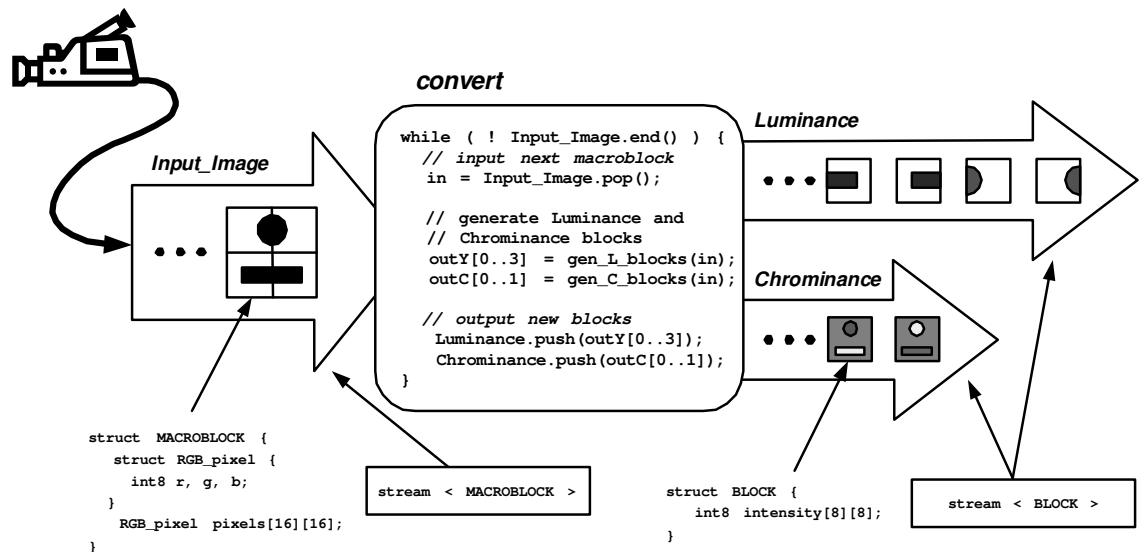 convert
Input_Image
while ( ! Input_Image.end() ) {
// input next macroblock
in = Input_Image.pop();
// generate Luminance and
// Chrominance blocks
outY[0..3] = gen_L_blocks(in);
outC[0..1] = gen_C_blocks(in);
// output new blocks
Luminance.push(outY[0..3]);
Chrominance.push(outC[0..1]);
}
Luminance
Chrominance
struct MACROBLOCK {
struct RGB_pixel {
int8 r, g, b;
}
RGB_pixel pixels[16][16];
}
stream < MACROBLOCK >
struct BLOCK {
int8 intensity[8][8];
}
stream < BLOCK >